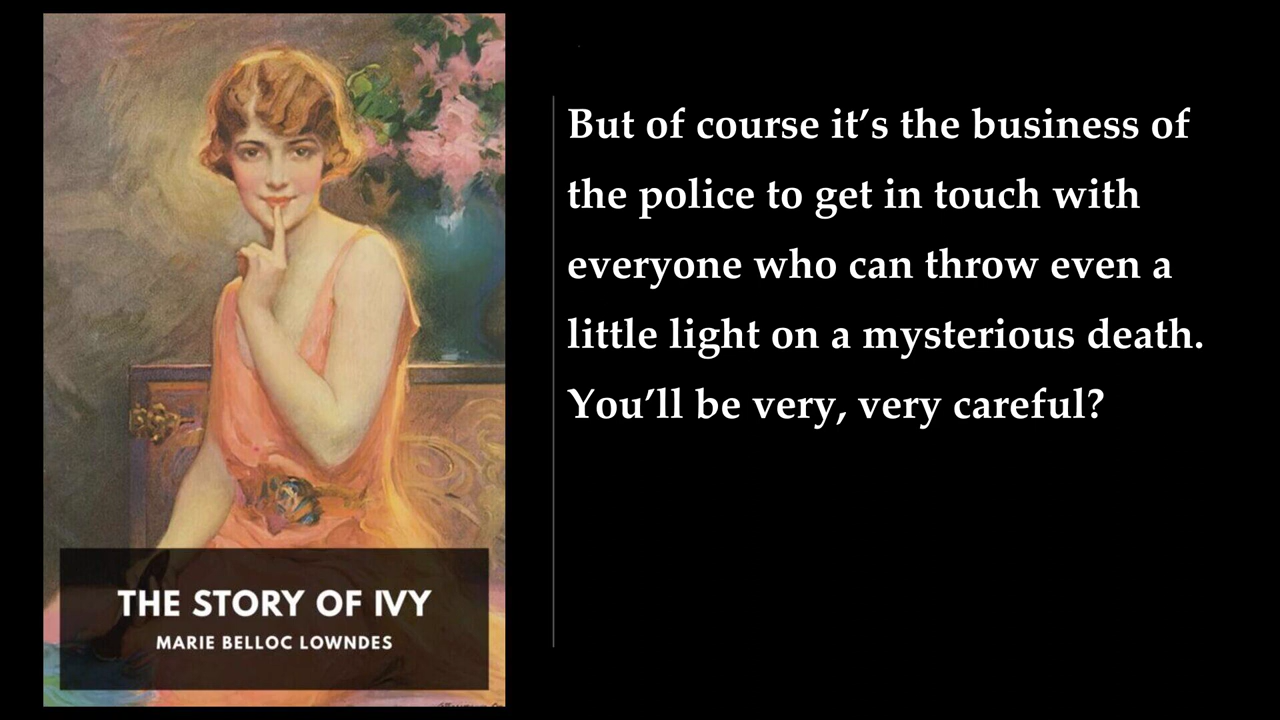 But of course it’s the business of
the police to get in touch with
everyone who can throw even a
little light on a mysterious death.
You’ll be very, very careful?
THE STORY OF IVY
MARIE BELLOC LOWNDES